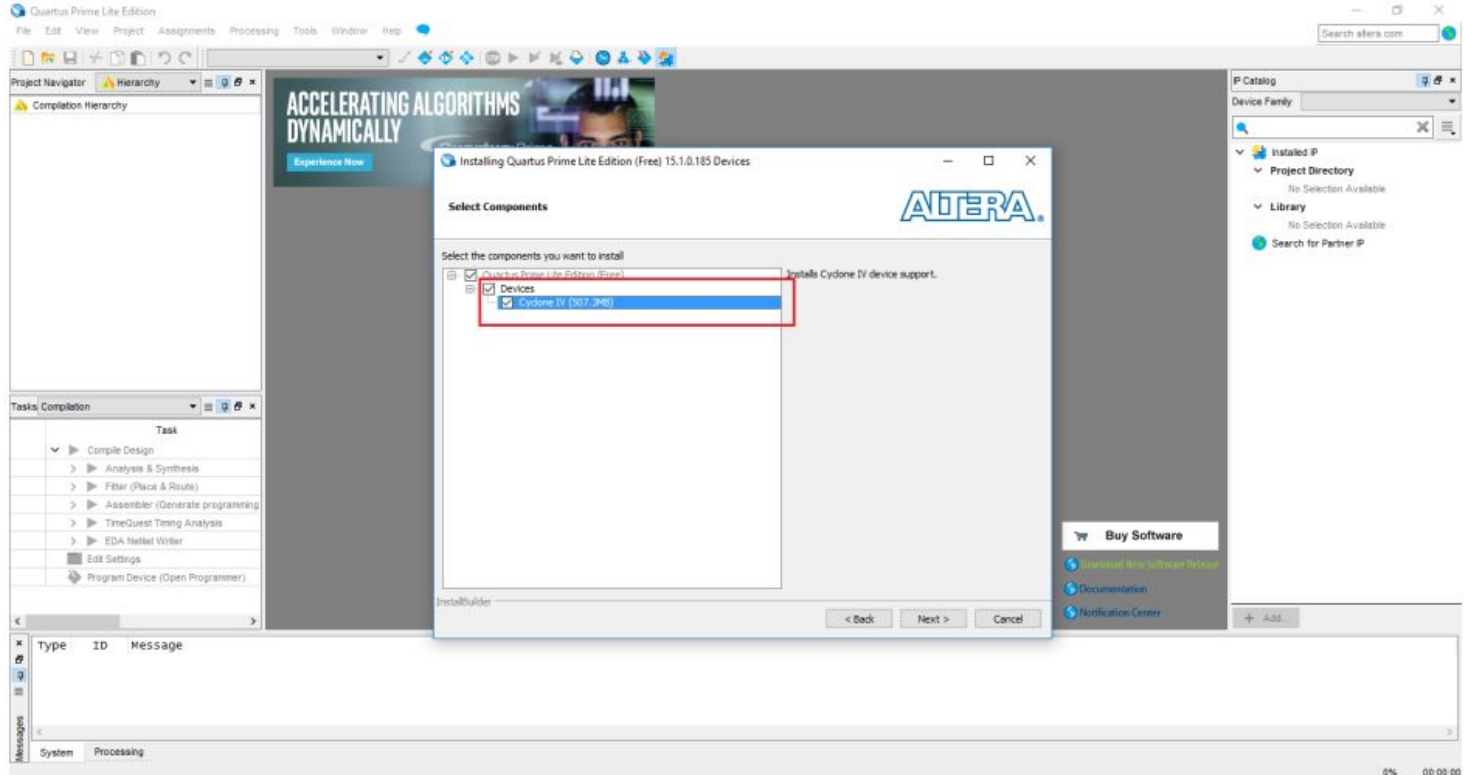 Quartus Prime Lite Edition
File Edit View Project Assignments Processing Tools Window Help
Search altera.com
Project Navigator Hierarchy
Compilation Hierarchy
ACCELERATING ALGORITHMS
DYNAMICALLY
Experience Now
Installing Quartus Prime Lite Edition (Free) 15.1.0.185 Devices
Select Components
ALTERA
Select the components you want to install
Quartus Prime Lite Edition (Free)
Devices
Cyclone IV (507.3MB)
Installs Cyclone IV device support.
InstallBuilder
< Back Next > Cancel
IP Catalog
Device Family
Installed IP
Project Directory
No Selection Available
Library
No Selection Available
Search for Partner IP
+ Add...
Tasks Compilation
Task
Compile Design
Analysis & Synthesis
Fitter (Place & Route)
Assembler (Generate programming
TimeQuest Timing Analysis
EDA Netlist Writer
Edit Settings
Program Device (Open Programmer)
Buy Software
Download New Software Release
Documentation
Notification Center
Type ID Message
Messages
System Processing
0% 00:00:00